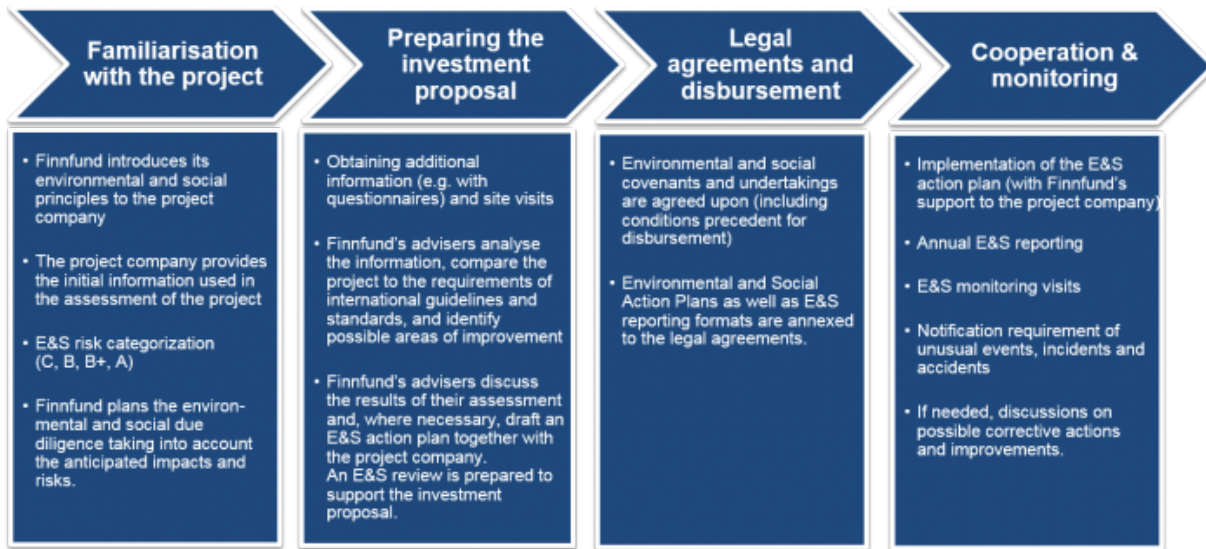 Familiarisation
with the project
• Finnfund introduces its
environmental and social
principles to the project
company
• The project company provides
the initial information used in
the assessment of the project
• E&S risk categorization
(C, B, B+, A)
• Finnfund plans the environ-
mental and social due
diligence taking into account
the anticipated impacts and
risks.
Preparing the
investment
proposal
• Obtaining additional
information (e.g. with
questionnaires) and site visits
• Finnfund's advisers analyse
the information, compare the
project to the requirements of
international guidelines and
standards, and identify
possible areas of improvement
• Finnfund's advisers discuss
the results of their assessment
and, where necessary, draft an
E&S action plan together with
the project company.
An E&S review is prepared to
support the investment
proposal.
Legal
agreements and
disbursement
• Environmental and social
covenants and undertakings
are agreed upon (including
conditions precedent for
disbursement)
• Environmental and Social
Action Plans as well as E&S
reporting formats are annexed
to the legal agreements.
Cooperation &
monitoring
• Implementation of the E&S
action plan (with Finnfund's
support to the project company)
• Annual E&S reporting
• E&S monitoring visits
• Notification requirement of
unusual events, incidents and
accidents
• If needed, discussions on
possible corrective actions
and improvements.